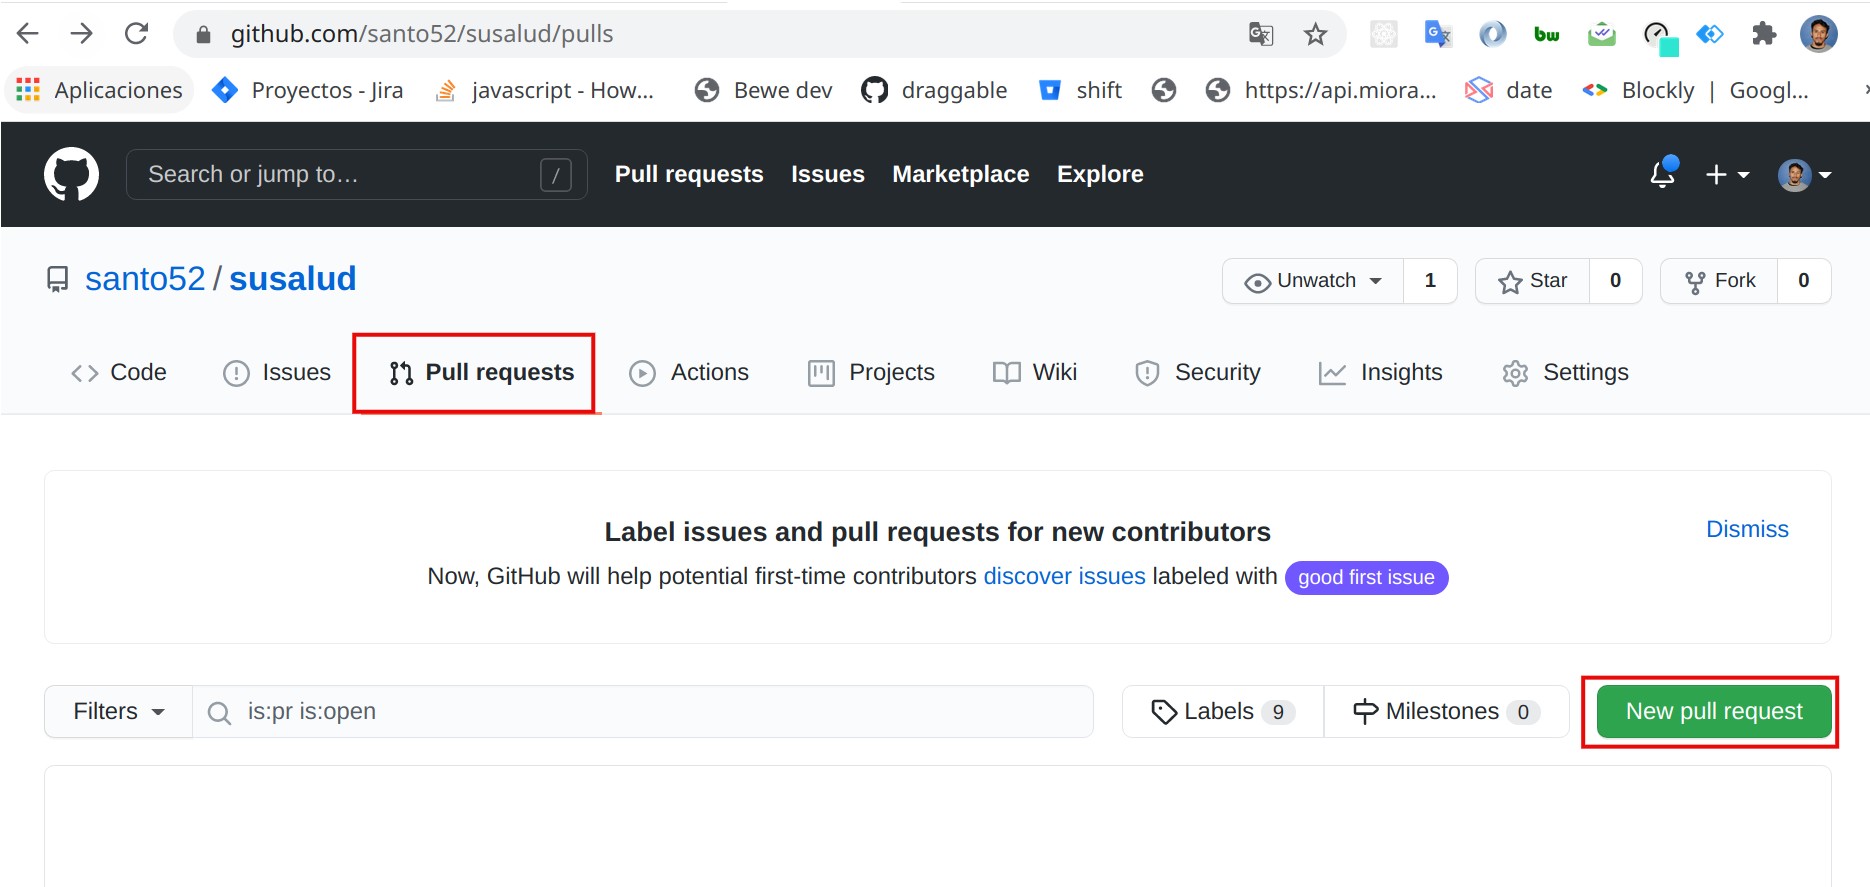 github.com/santo52/susalud/pulls
bw
Aplicaciones Proyectos - Jira javascript - How... Bewe dev draggable shift https://api.miora... date Blockly | Googl...
Search or jump to… / Pull requests Issues Marketplace Explore
santo52 / susalud Unwatch 1 Star 0 Fork 0
Code Issues Pull requests Actions Projects Wiki Security Insights Settings
Label issues and pull requests for new contributors Dismiss
Now, GitHub will help potential first-time contributors discover issues labeled with good first issue
Filters is:pr is:open Labels 9 Milestones 0 New pull request